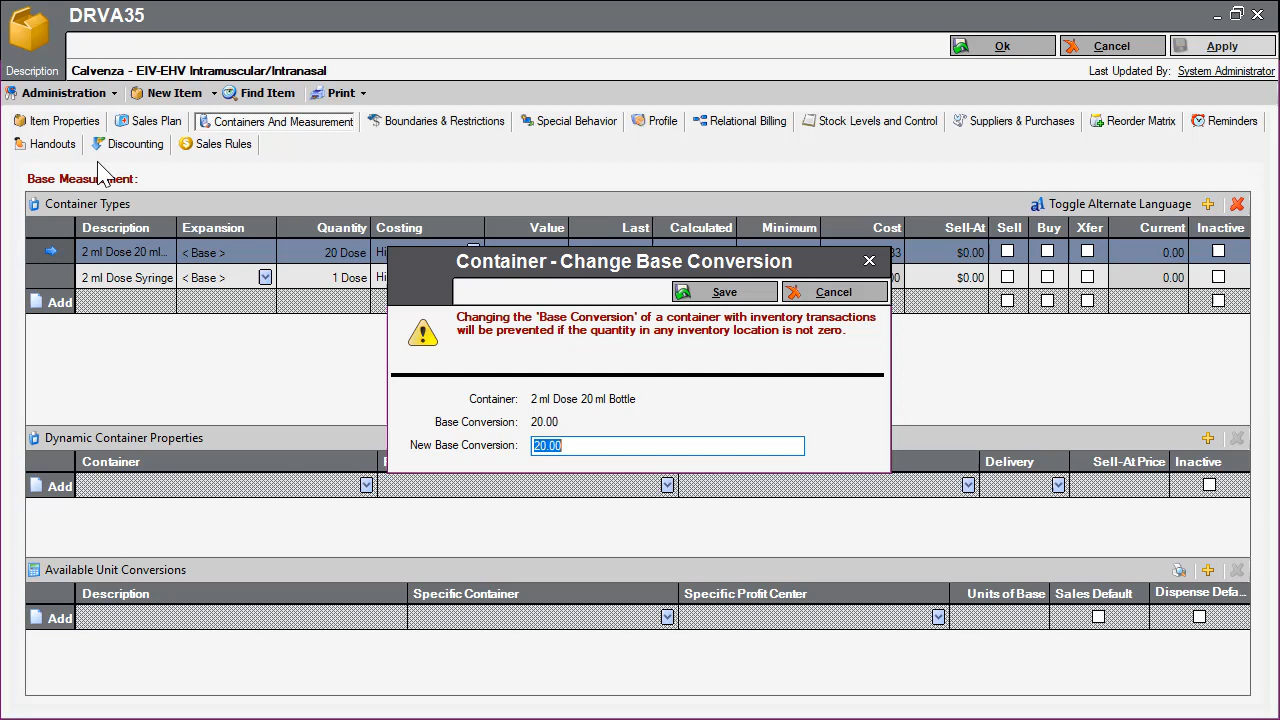 DRVA35
Ok Cancel Apply
Description
Calvenza - EIV-EHV Intramuscular/Intranasal Last Updated By: System Administrator
Administration New Item Find Item Print
Item Properties Sales Plan Containers And Measurement Boundaries & Restrictions Special Behavior Profile Relational Billing Stock Levels and Control Suppliers & Purchases Reorder Matrix Reminders
Handouts Discounting Sales Rules
Base Measurement:
Container Types Toggle Alternate Language
Description Expansion Quantity Costing Value Last Calculated Minimum Cost Sell-At Sell Buy Xfer Current Inactive
2 ml Dose 20 ml... < Base > 20 Dose $0.00 0.00
2 ml Dose Syringe < Base > 1 Dose $0.00 0.00
Add
Container - Change Base Conversion
Save Cancel
Changing the 'Base Conversion' of a container with inventory transactions
will be prevented if the quantity in any inventory location is not zero.
Container: 2 ml Dose 20 ml Bottle
Base Conversion: 20.00
New Base Conversion: 20.00
Dynamic Container Properties
Container Delivery Sell-At Price Inactive
Add
Available Unit Conversions
Description Specific Container Specific Profit Center Units of Base Sales Default Dispense Defa...
Add